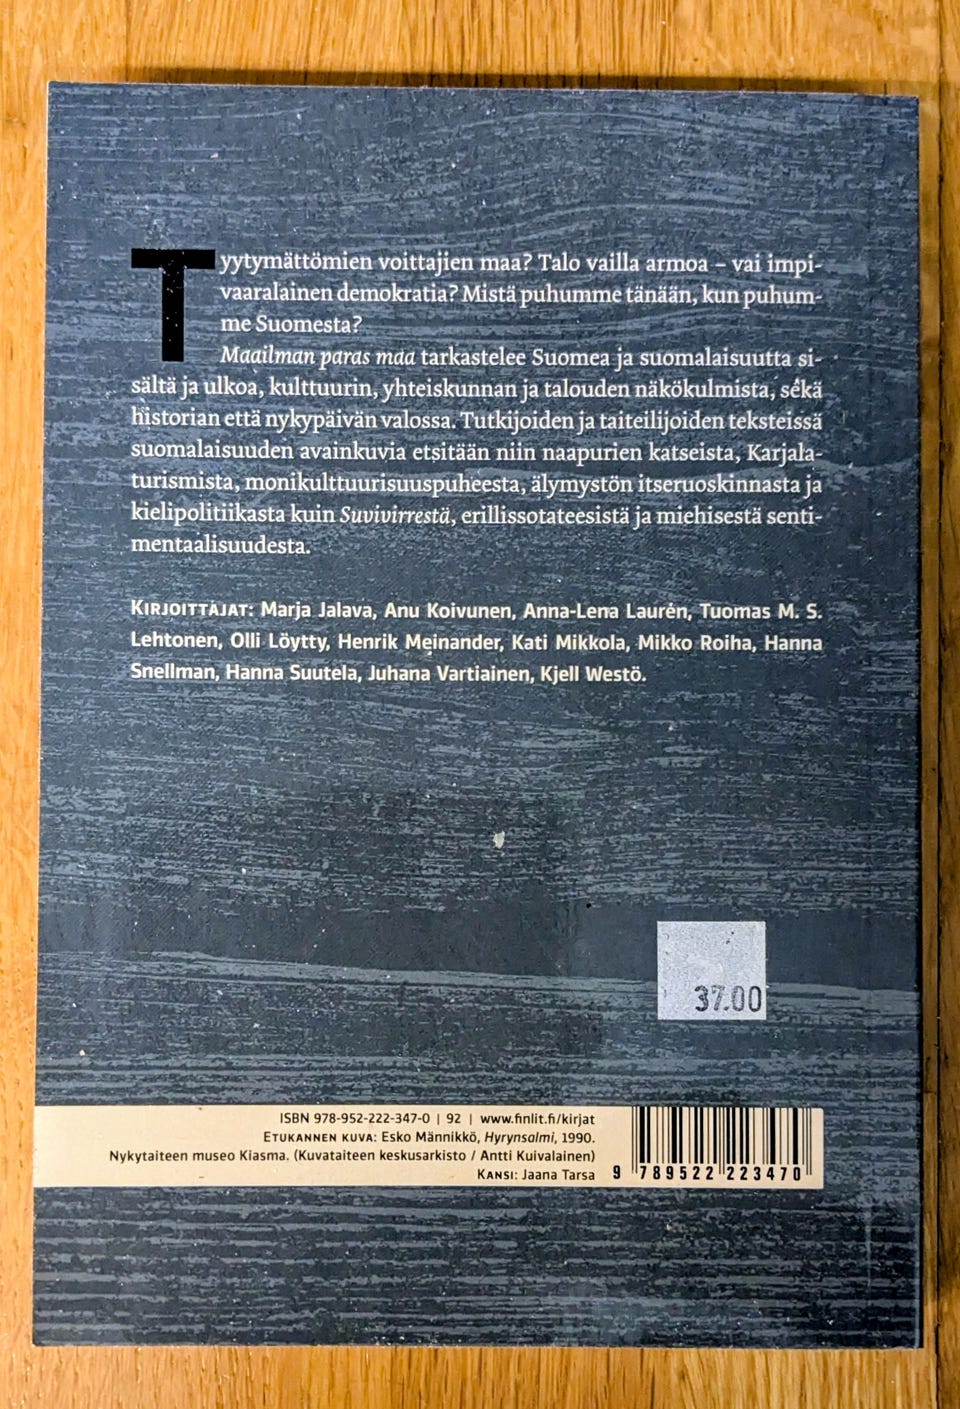 Tyytymättömien voittajien maa? Talo vailla armoa – vai impi-
vaaralainen demokratia? Mistä puhumme tänään, kun puhum-
me Suomesta?
Maailman paras maa tarkastelee Suomea ja suomalaisuutta si-
sältä ja ulkoa, kulttuurin, yhteiskunnan ja talouden näkökulmista, sekä
historian että nykypäivän valossa. Tutkijoiden ja taiteilijoiden teksteissä
suomalaisuuden avainkuvia etsitään niin naapurien katseista, Karjala-
turismista, monikulttuurisuuspuheesta, älymystön itseruoskinnasta ja
kielipolitiikasta kuin Suvivirrestä, erillissotateesistä ja miehisestä senti-
mentaalisuudesta.
Kirjoittajat: Marja Jalava, Anu Koivunen, Anna-Lena Laurén, Tuomas M. S.
Lehtonen, Olli Löytty, Henrik Meinander, Kati Mikkola, Mikko Roiha, Hanna
Snellman, Hanna Suutela, Juhana Vartiainen, Kjell Westö.
37.00
ISBN 978-952-222-347-0 | 92 | www.finlit.fi/kirjat
Etukannen kuva: Esko Männikkö, Hyrynsalmi, 1990.
Nykytaiteen museo Kiasma. (Kuvataiteen keskusarkisto / Antti Kuivalainen)
Kansi: Jaana Tarsa
9 789522 223470